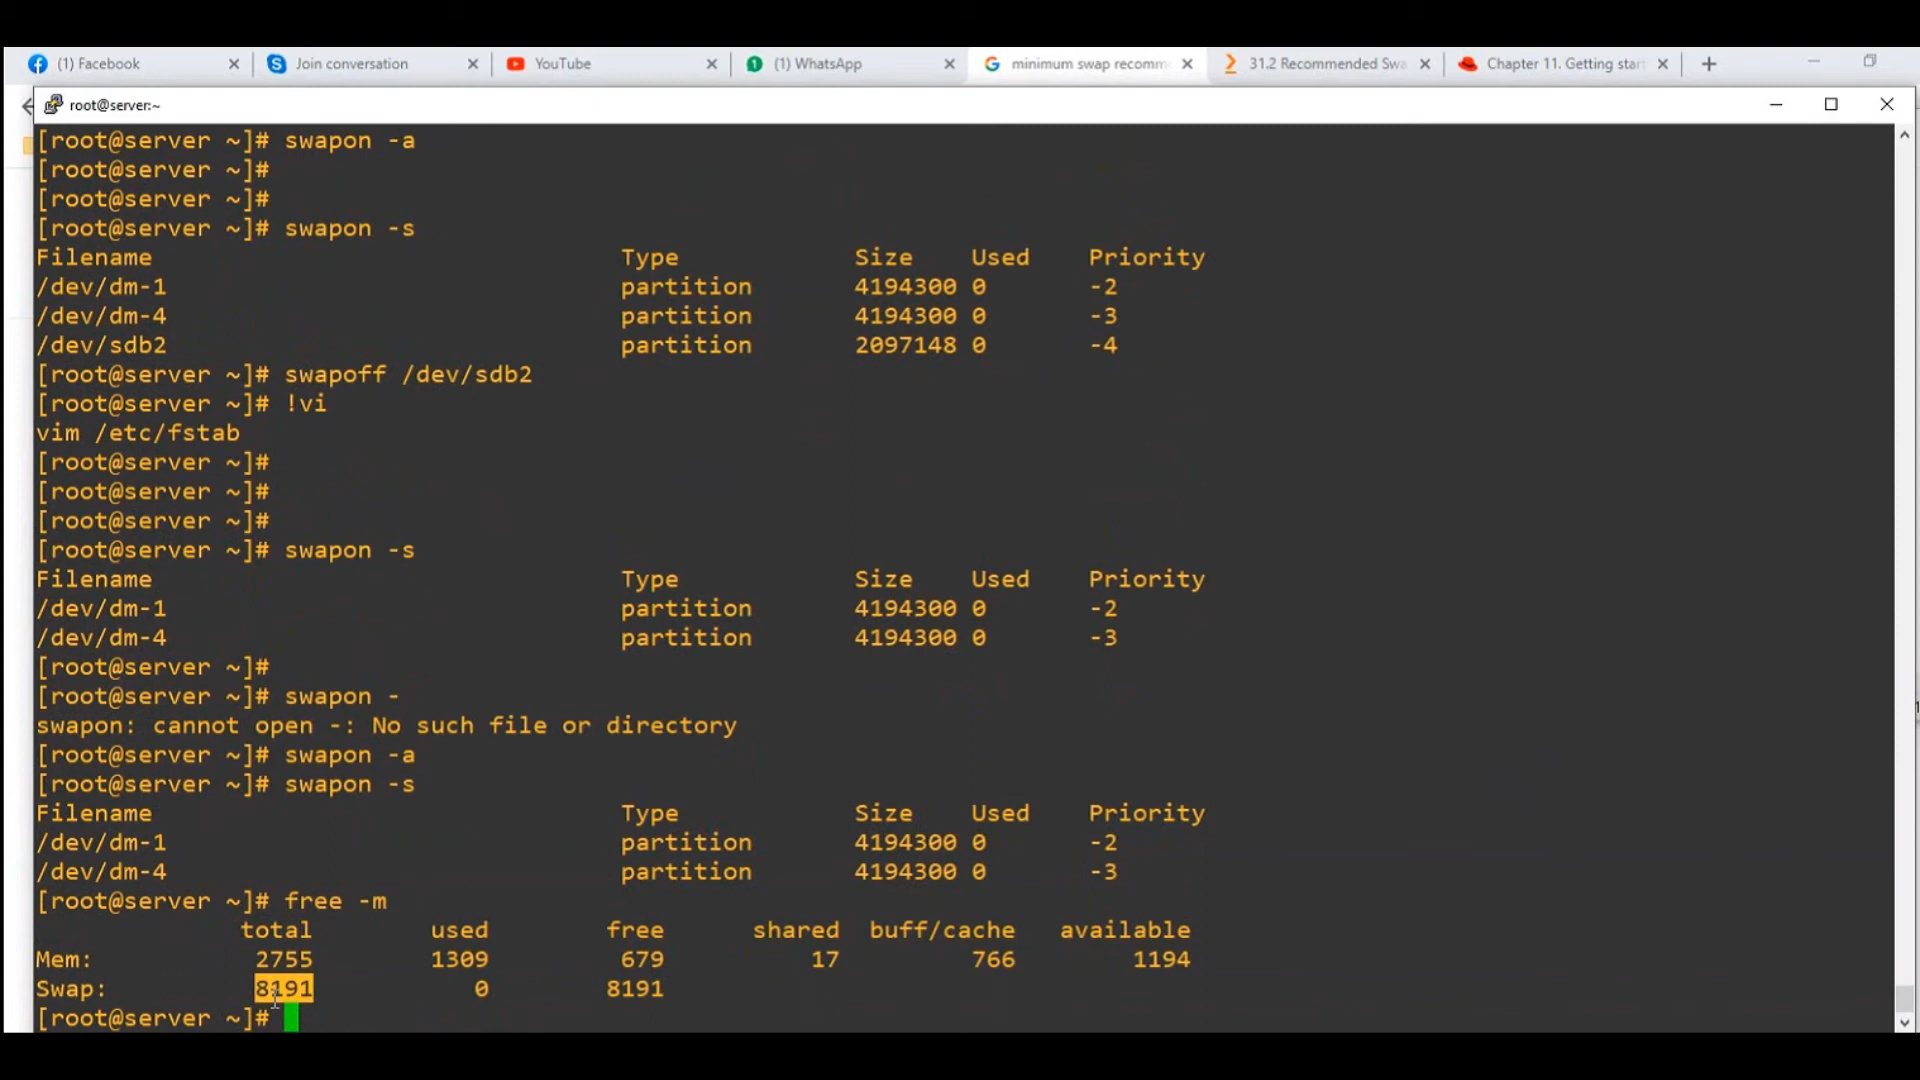 (1) Facebook Join conversation YouTube (1) WhatsApp minimum swap recomm 31.2 Recommended Swa Chapter 11. Getting star
root@server:~
[root@server ~]# swapon -a
[root@server ~]#
[root@server ~]#
[root@server ~]# swapon -s
Filename Type Size Used Priority
/dev/dm-1 partition 4194300 0 -2
/dev/dm-4 partition 4194300 0 -3
/dev/sdb2 partition 2097148 0 -4
[root@server ~]# swapoff /dev/sdb2
[root@server ~]# !vi
vim /etc/fstab
[root@server ~]#
[root@server ~]#
[root@server ~]#
[root@server ~]# swapon -s
Filename Type Size Used Priority
/dev/dm-1 partition 4194300 0 -2
/dev/dm-4 partition 4194300 0 -3
[root@server ~]#
[root@server ~]# swapon -
swapon: cannot open -: No such file or directory
[root@server ~]# swapon -a
[root@server ~]# swapon -s
Filename Type Size Used Priority
/dev/dm-1 partition 4194300 0 -2
/dev/dm-4 partition 4194300 0 -3
[root@server ~]# free -m
total used free shared buff/cache available
Mem: 2755 1309 679 17 766 1194
Swap: 8191 0 8191
[root@server ~]#